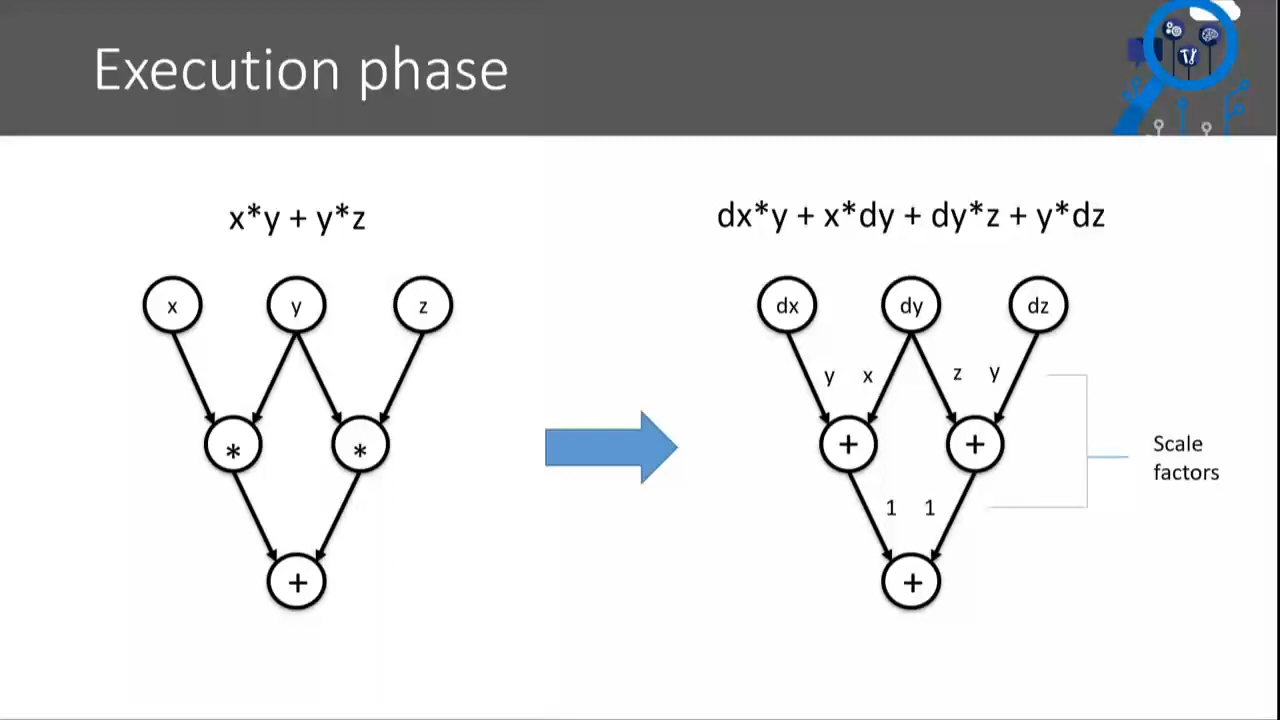 Execution phase
x*y + y*z
dx*y + x*dy + dy*z + y*dz
x y z
dx dy dz
y x z y
* *
+ +
Scale
factors
1 1
+
+